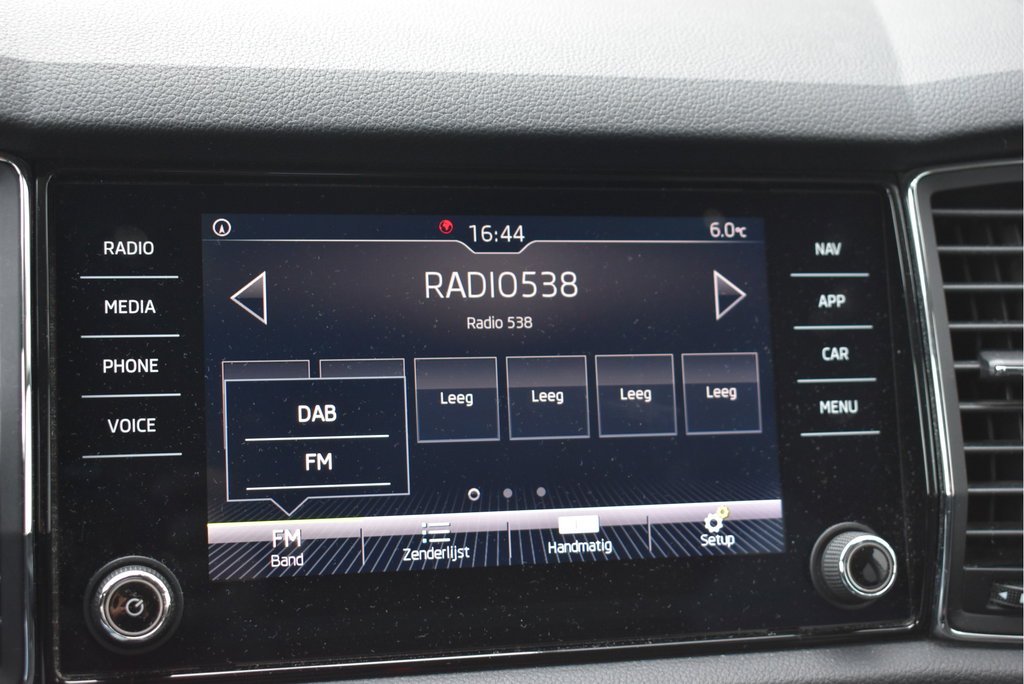 RADIO
MEDIA
PHONE
VOICE
16:44
6.0°C
RADIO538
Radio 538
Leeg
Leeg
Leeg
Leeg
DAB
FM
FM
Band
Zenderlijst
Handmatig
Setup
NAV
APP
CAR
MENU